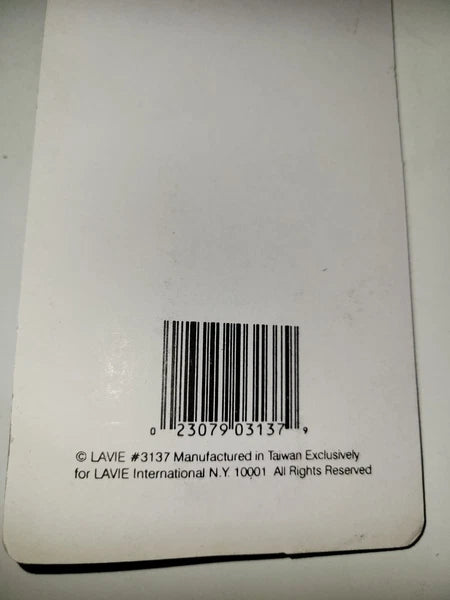 0 23079 03137 9
© LAVIE #3137 Manufactured in Taiwan Exclusively
for LAVIE International N.Y. 10001 All Rights Reserved